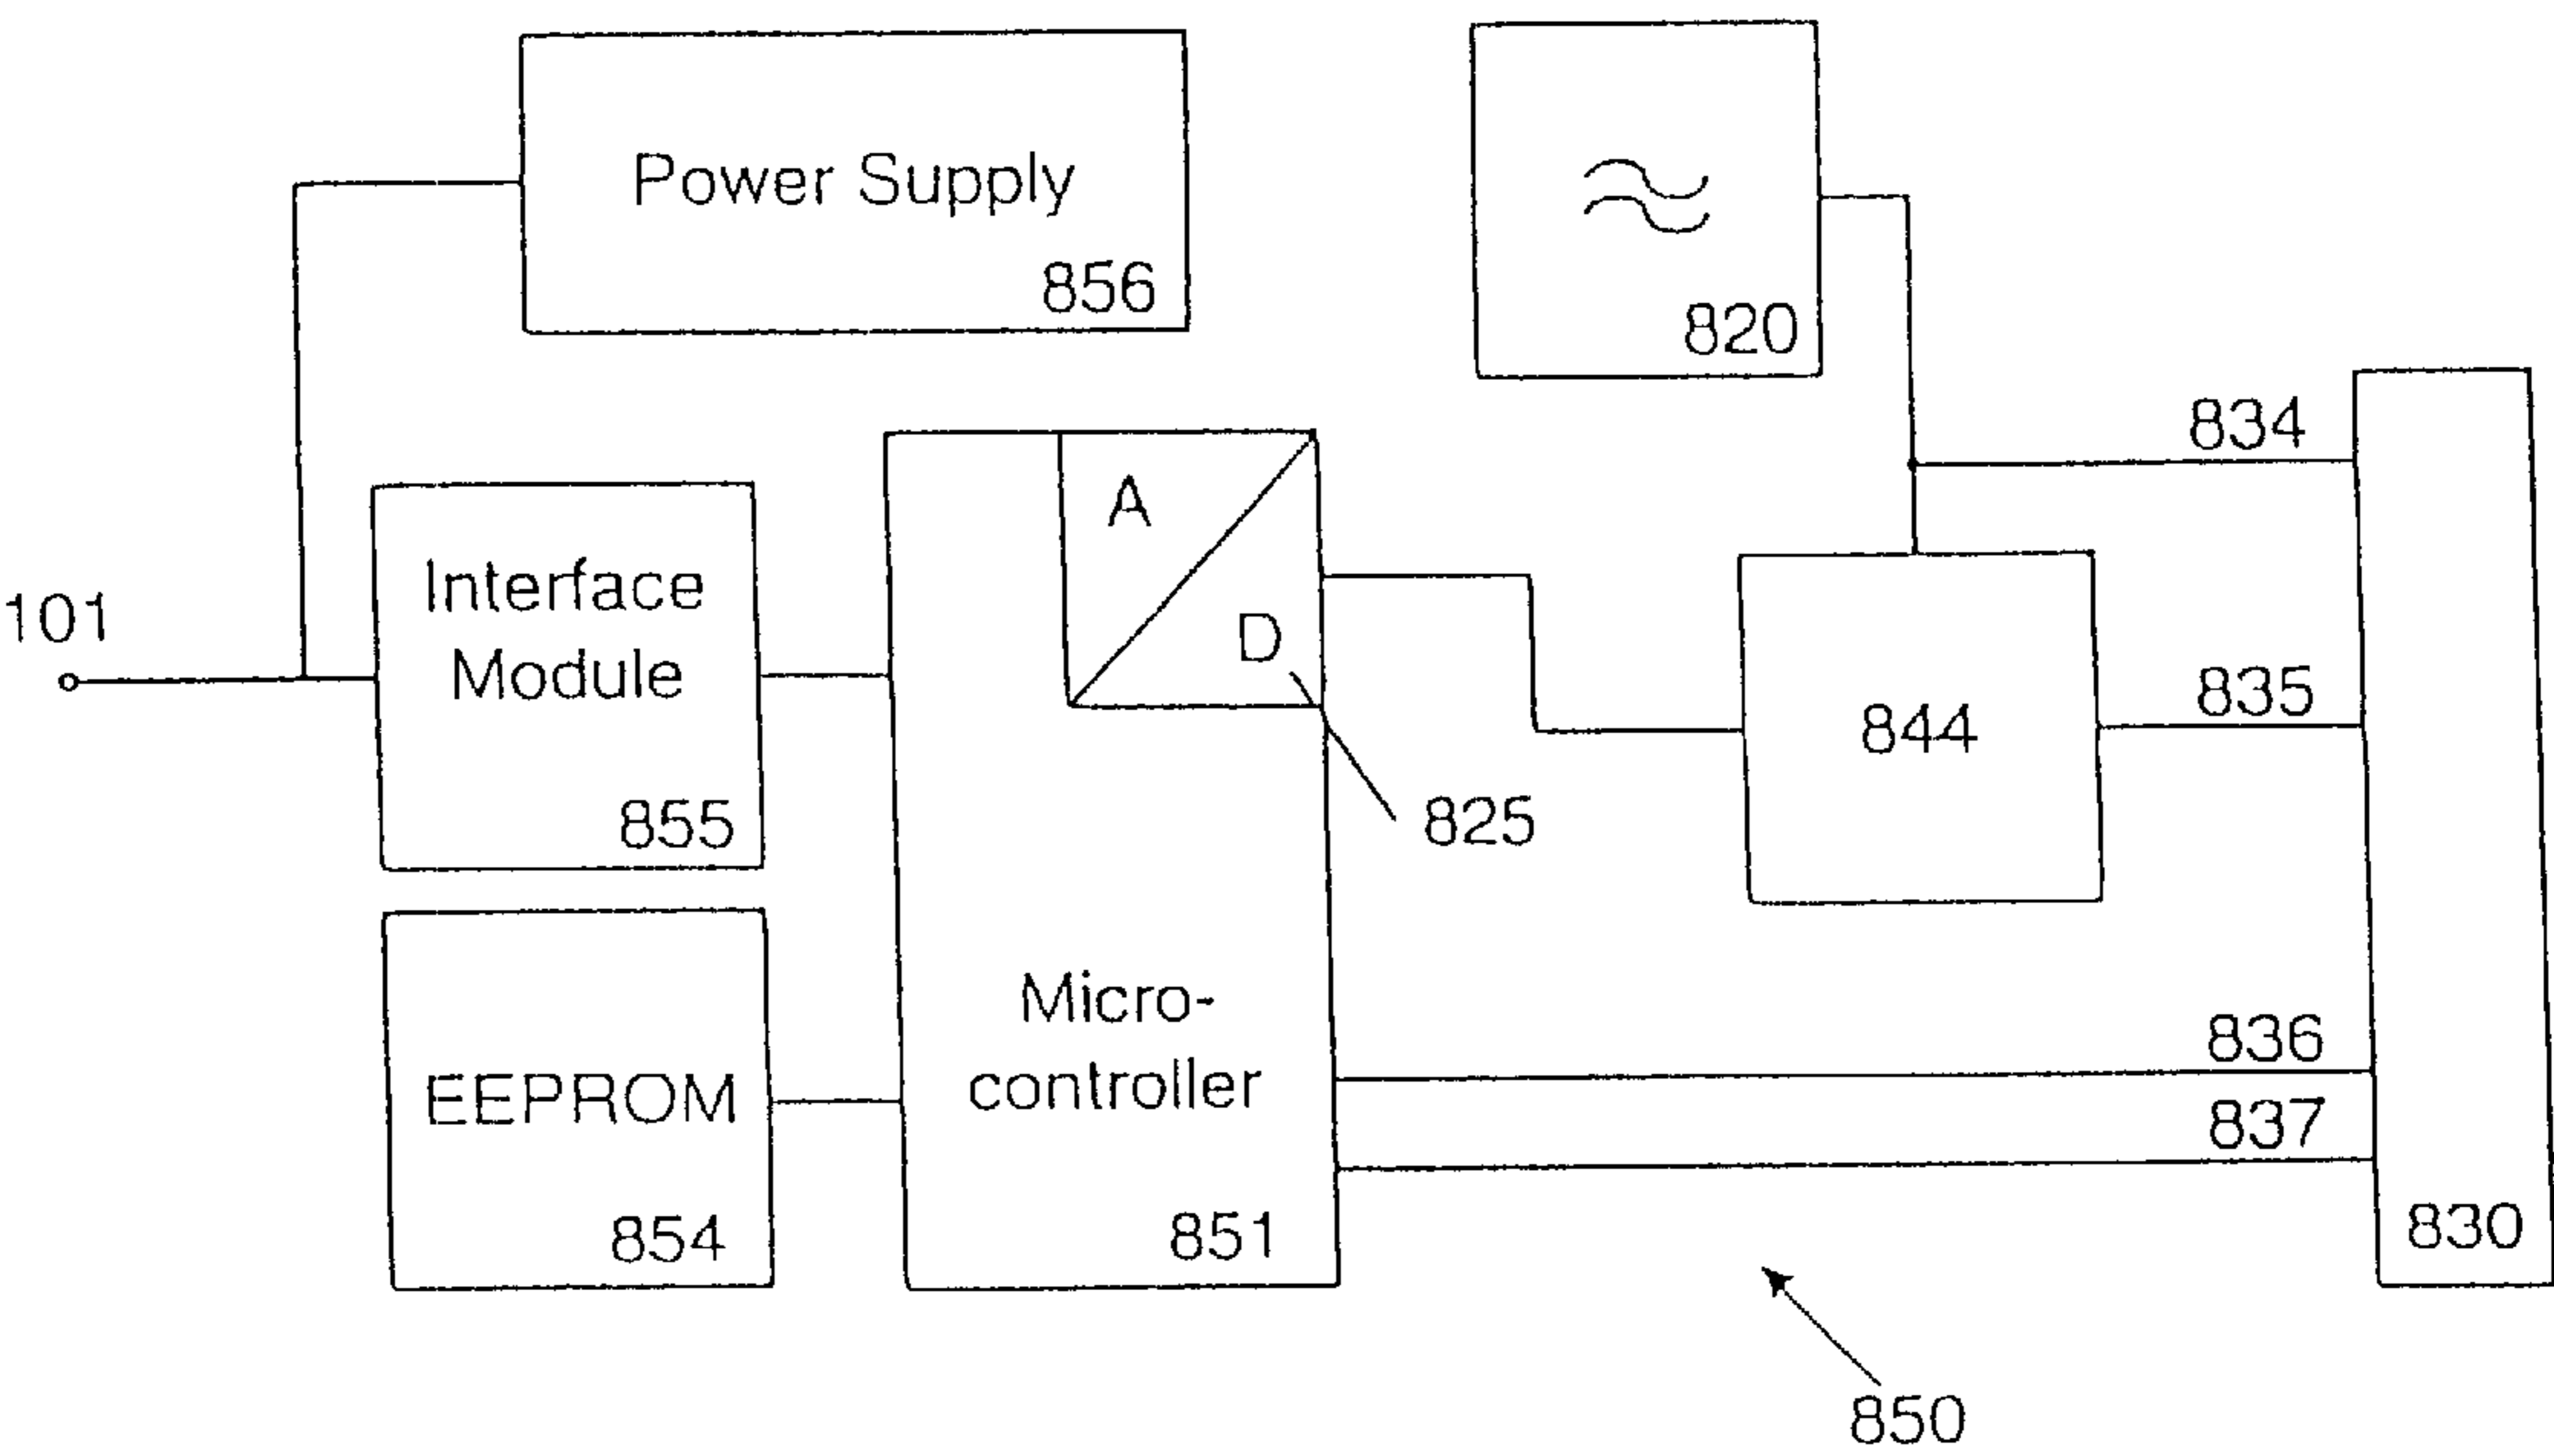 Power Supply
856
820
834
A
Interface
Module
101
D
835
844
855
825
Micro-
controller
836
EEPROM
837
854
851
830
850